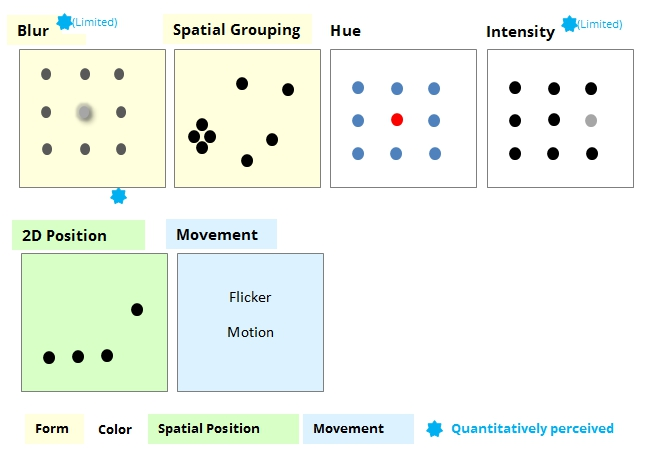 Blur (Limited)
Spatial Grouping
Hue
Intensity (Limited)
2D Position
Movement
Flicker
Motion
Form
Color
Spatial Position
Movement
Quantitatively perceived